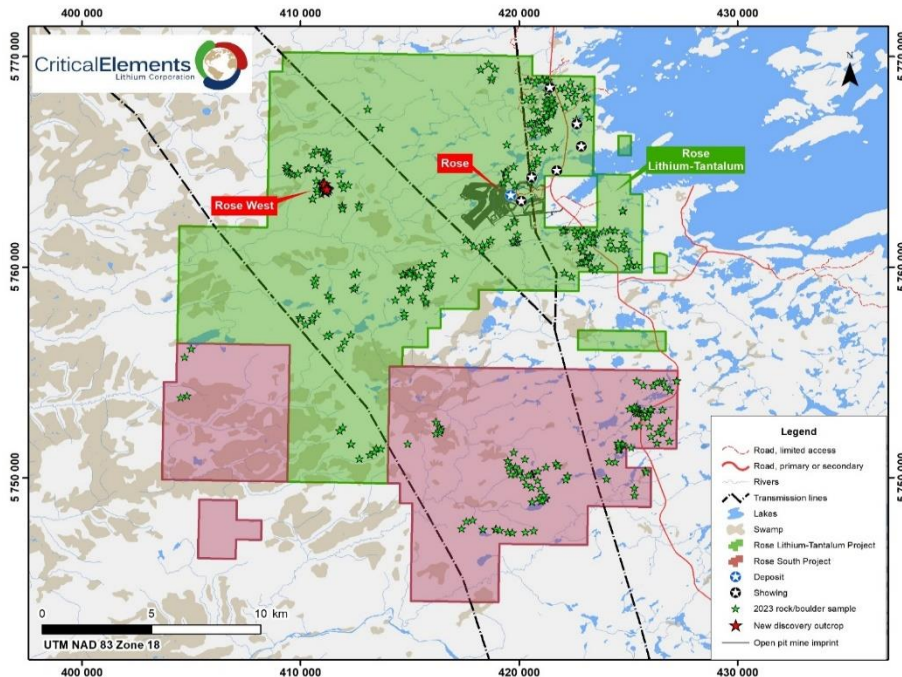 400 000
410 000
420 000
430 000
5 770 000
5 770 000
CriticalElements
Lithium Corporation
N
Rose
Lithium-Tantalum
Rose
Rose West
5 760 000
5 760 000
Legend
Road, limited access
Road, primary or secondary
Rivers
Transmission lines
Lakes
Swamp
Rose Lithium-Tantalum Project
Rose South Project
Deposit
Showing
2023 rock/boulder sample
New discovery outcrop
Open pit mine imprint
5 750 000
5 750 000
0 5 10 km
UTM NAD 83 Zone 18
400 000
410 000
420 000
430 000